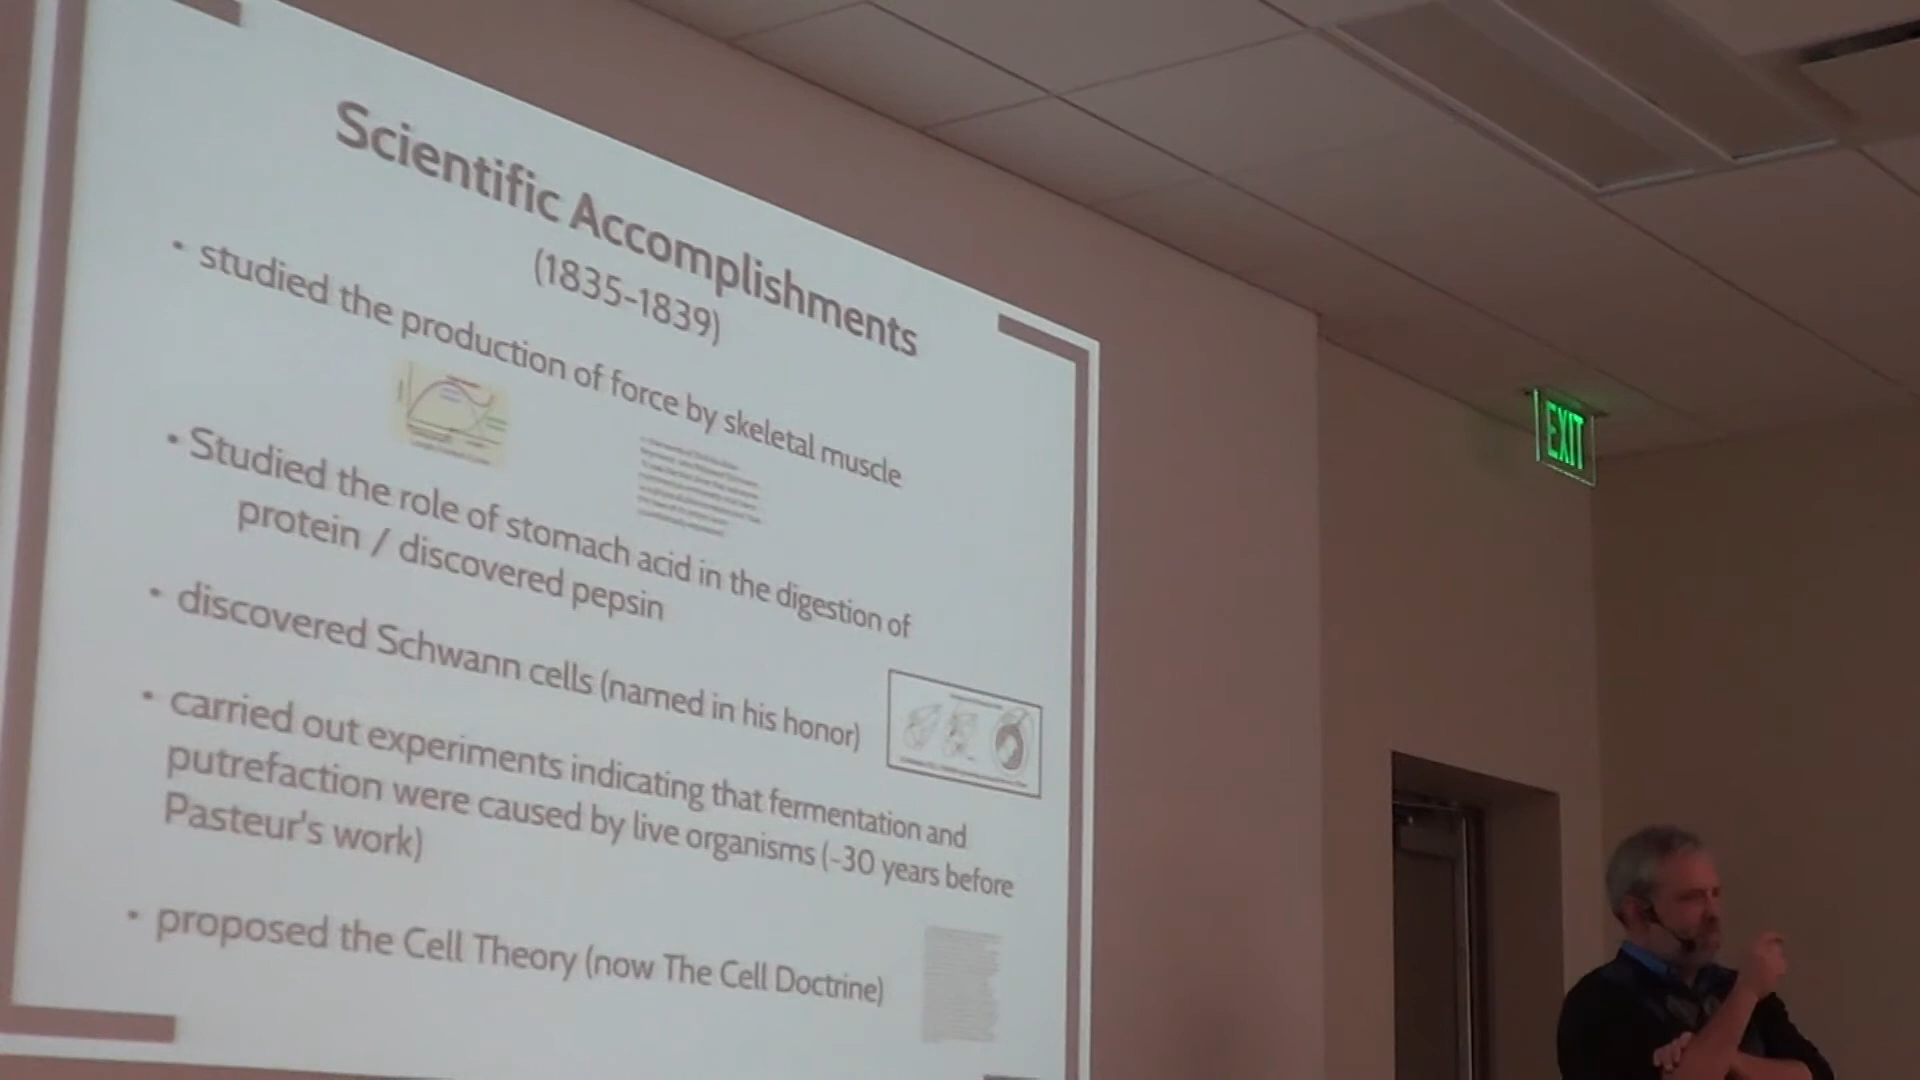 Scientific Accomplishments
(1835-1839)
• studied the production of force by skeletal muscle
• Studied the role of stomach acid in the digestion of
protein / discovered pepsin
• discovered Schwann cells (named in his honor)
• carried out experiments indicating that fermentation and
putrefaction were caused by live organisms (~30 years before
Pasteur's work)
• proposed the Cell Theory (now The Cell Doctrine)
EXIT